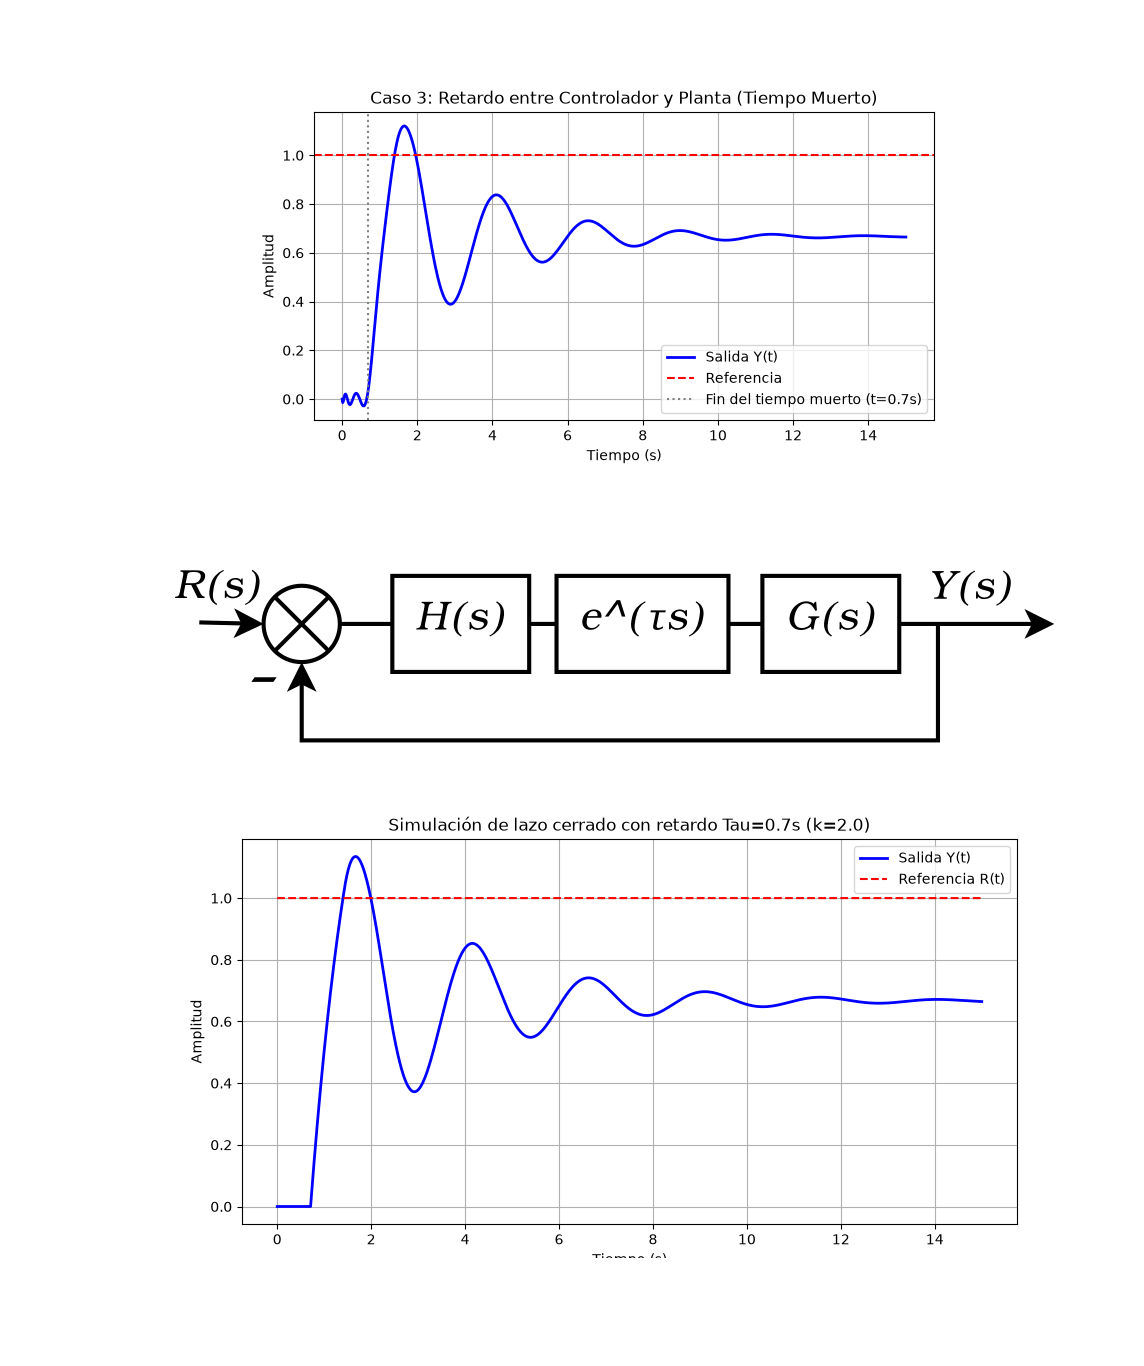 Caso 3: Retardo entre Controlador y Planta (Tiempo Muerto)
1.0
0.8
0.6
0.4
0.2
0.0
Amplitud
Salida Y(t)
Referencia
Fin del tiempo muerto (t=0.7s)
0 2 4 6 8 10 12 14
Tiempo (s)
R(s)
H(s)
e^(τs)
G(s)
Y(s)
–
Simulación de lazo cerrado con retardo Tau=0.7s (k=2.0)
Salida Y(t)
Referencia R(t)
1.0
0.8
0.6
0.4
0.2
0.0
Amplitud
0 2 4 6 8 10 12 14
Tiempo (s)